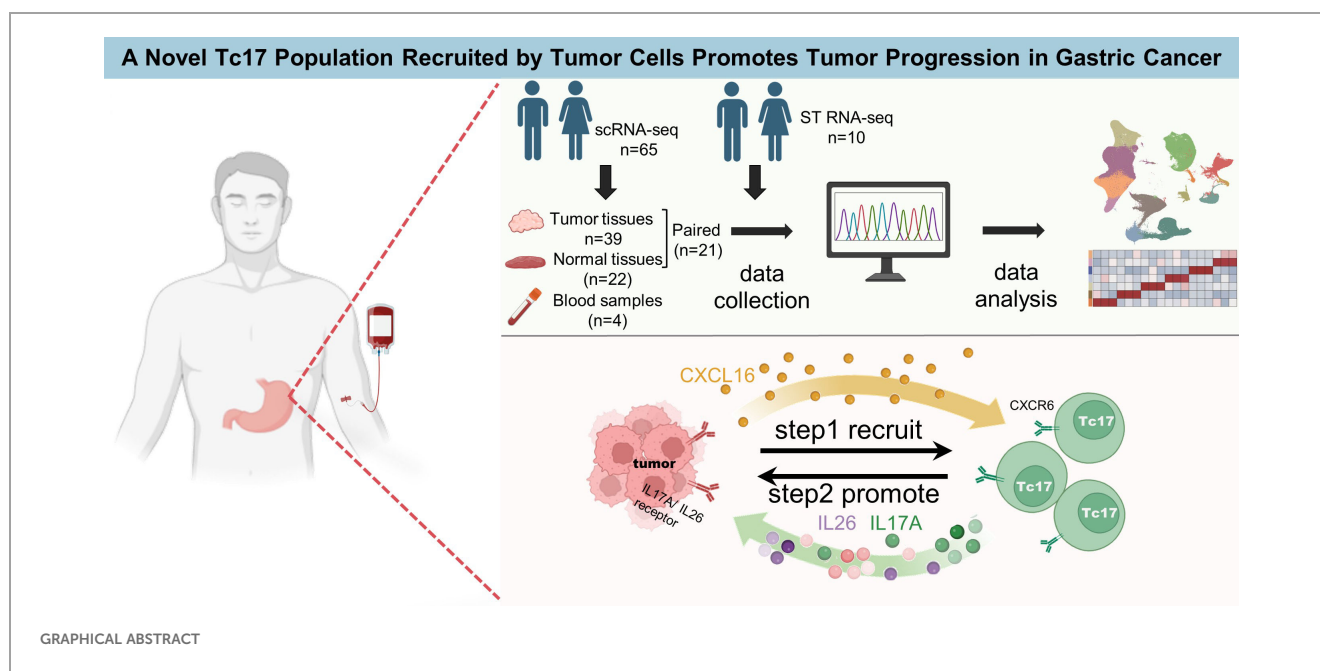 A Novel Tc17 Population Recruited by Tumor Cells Promotes Tumor Progression in Gastric Cancer
scRNA-seq
n=65
ST RNA-seq
n=10
Tumor tissues
n=39
Normal tissues
(n=22)
Paired
(n=21)
Blood samples
(n=4)
data
collection
data
analysis
CXCL16
step1 recruit
step2 promote
tumor
IL17A/ IL26
receptor
CXCR6
Tc17
Tc17
Tc17
IL26 IL17A
GRAPHICAL ABSTRACT